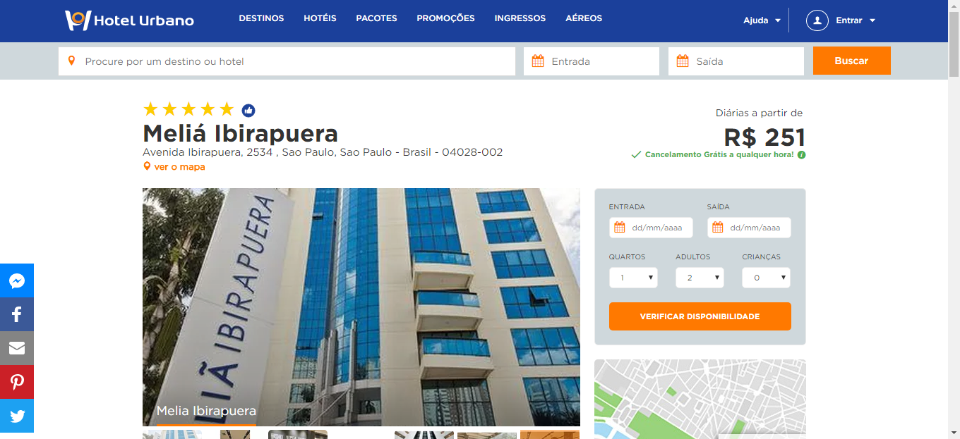 Hotel Urbano
DESTINOS HOTÉIS PACOTES PROMOÇÕES INGRESSOS AÉREOS
Ajuda Entrar
Procure por um destino ou hotel
Entrada
Saída
Buscar
Meliá Ibirapuera
Avenida Ibirapuera, 2534 , Sao Paulo, Sao Paulo - Brasil - 04028-002
ver o mapa
Diárias a partir de
R$ 251
Cancelamento Grátis a qualquer hora!
LIÃ IBIRAPUERA
Melia Ibirapuera
ENTRADA SAÍDA
dd/mm/aaaa dd/mm/aaaa
QUARTOS ADULTOS CRIANÇAS
1 2 0
VERIFICAR DISPONIBILIDADE